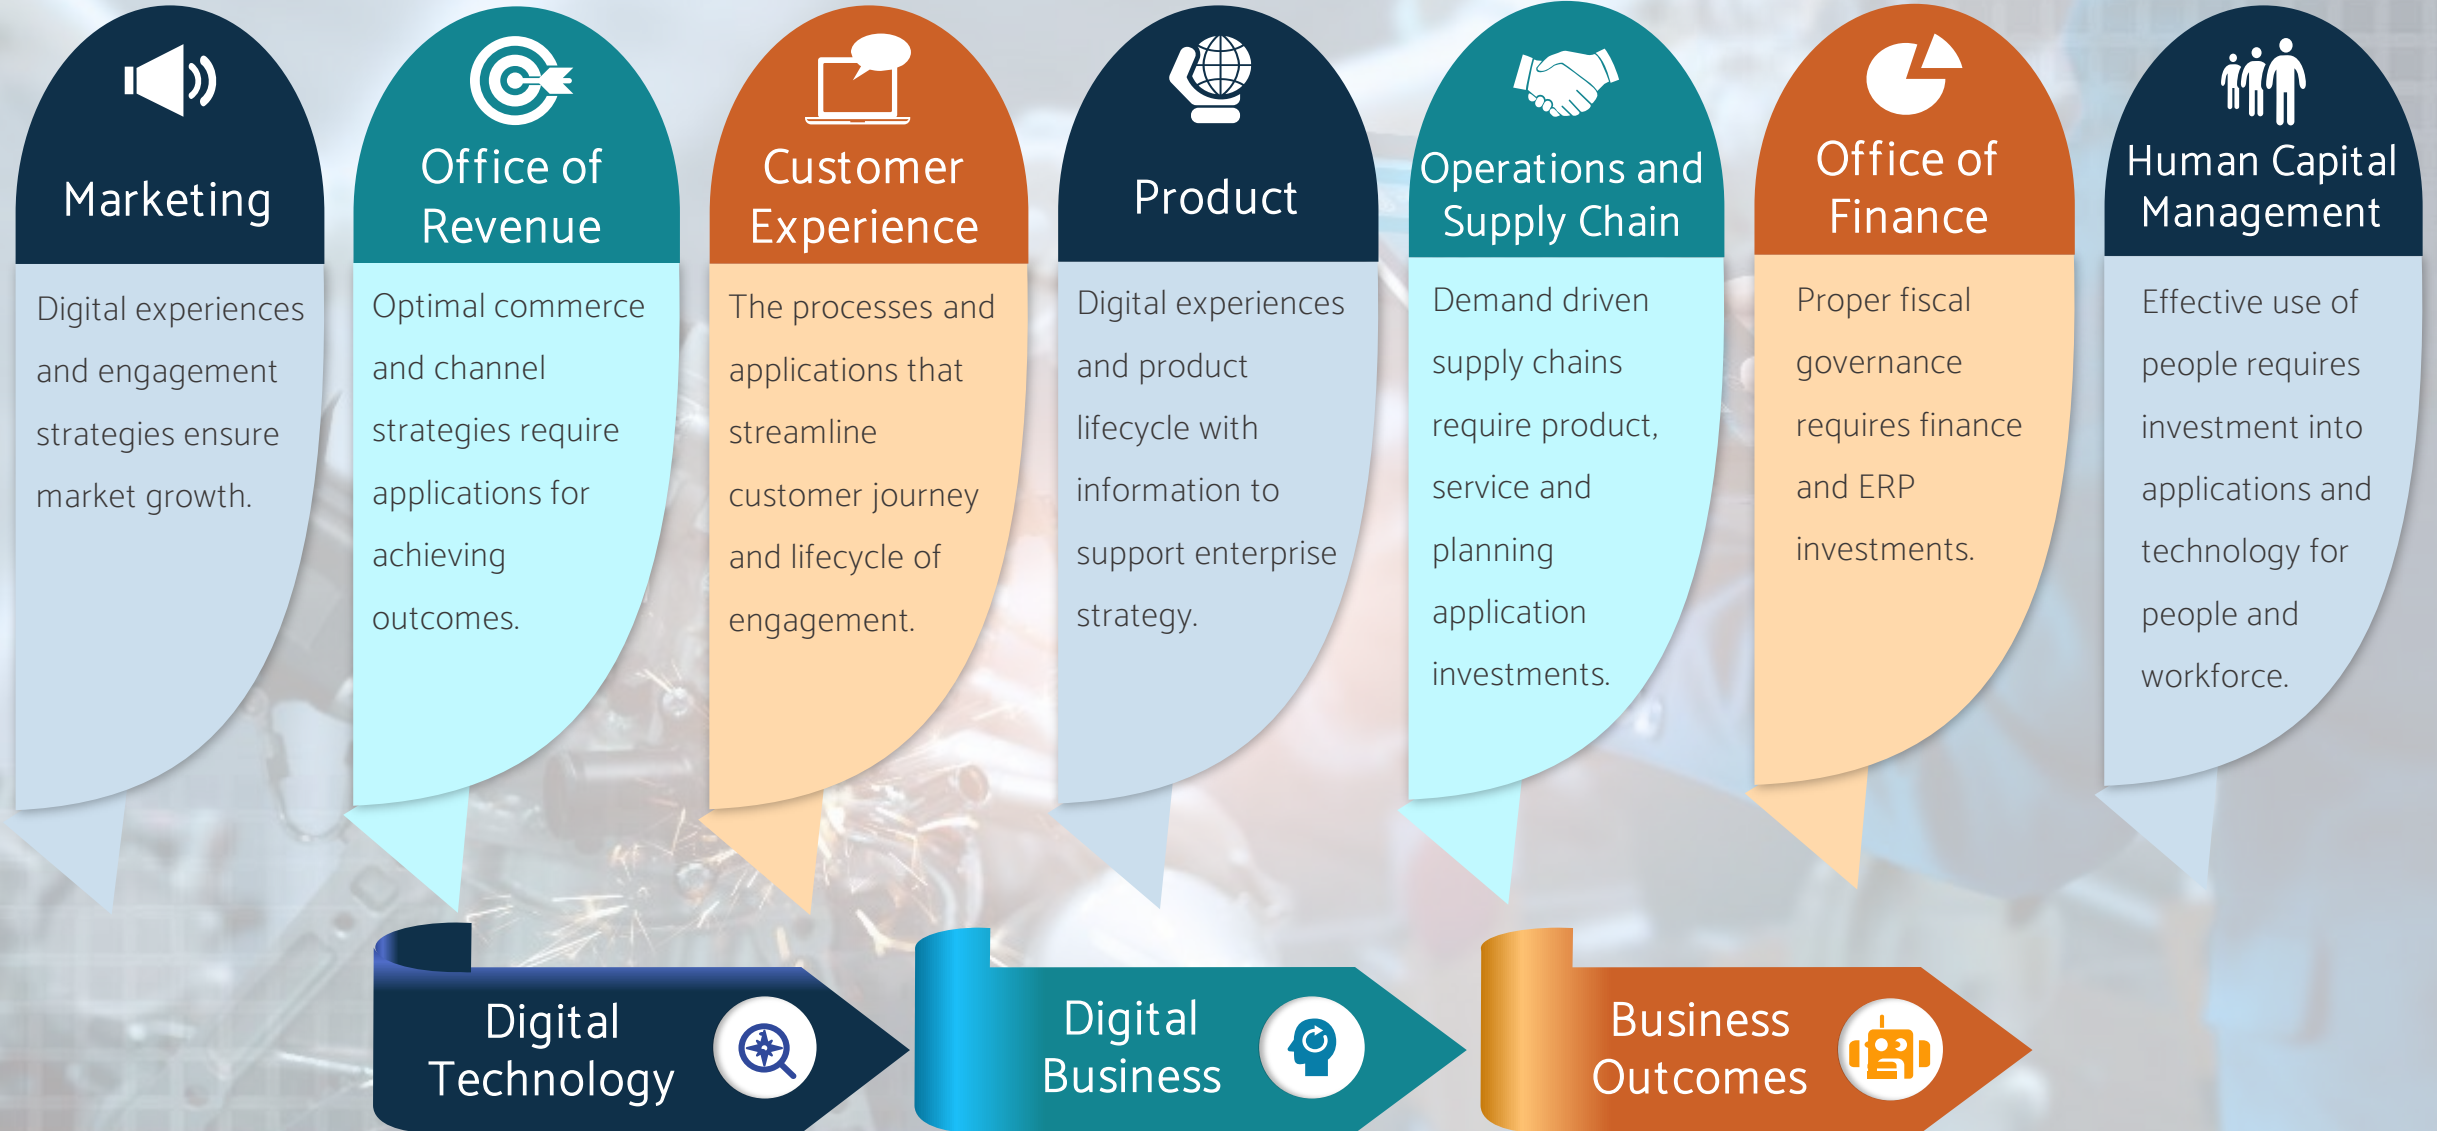 Marketing
Digital experiences
and engagement
strategies ensure
market growth.
Office of
Revenue
Optimal commerce
and channel
strategies require
applications for
achieving
outcomes.
Customer
Experience
The processes and
applications that
streamline
customer journey
and lifecycle of
engagement.
Product
Digital experiences
and product
lifecycle with
information to
support enterprise
strategy.
Operations and
Supply Chain
Demand driven
supply chains
require product,
service and
planning
application
investments.
Office of
Finance
Proper fiscal
governance
requires finance
and ERP
investments.
Human Capital
Management
Effective use of
people requires
investment into
applications and
technology for
people and
workforce.
Digital
Technology
Digital
Business
Business
Outcomes